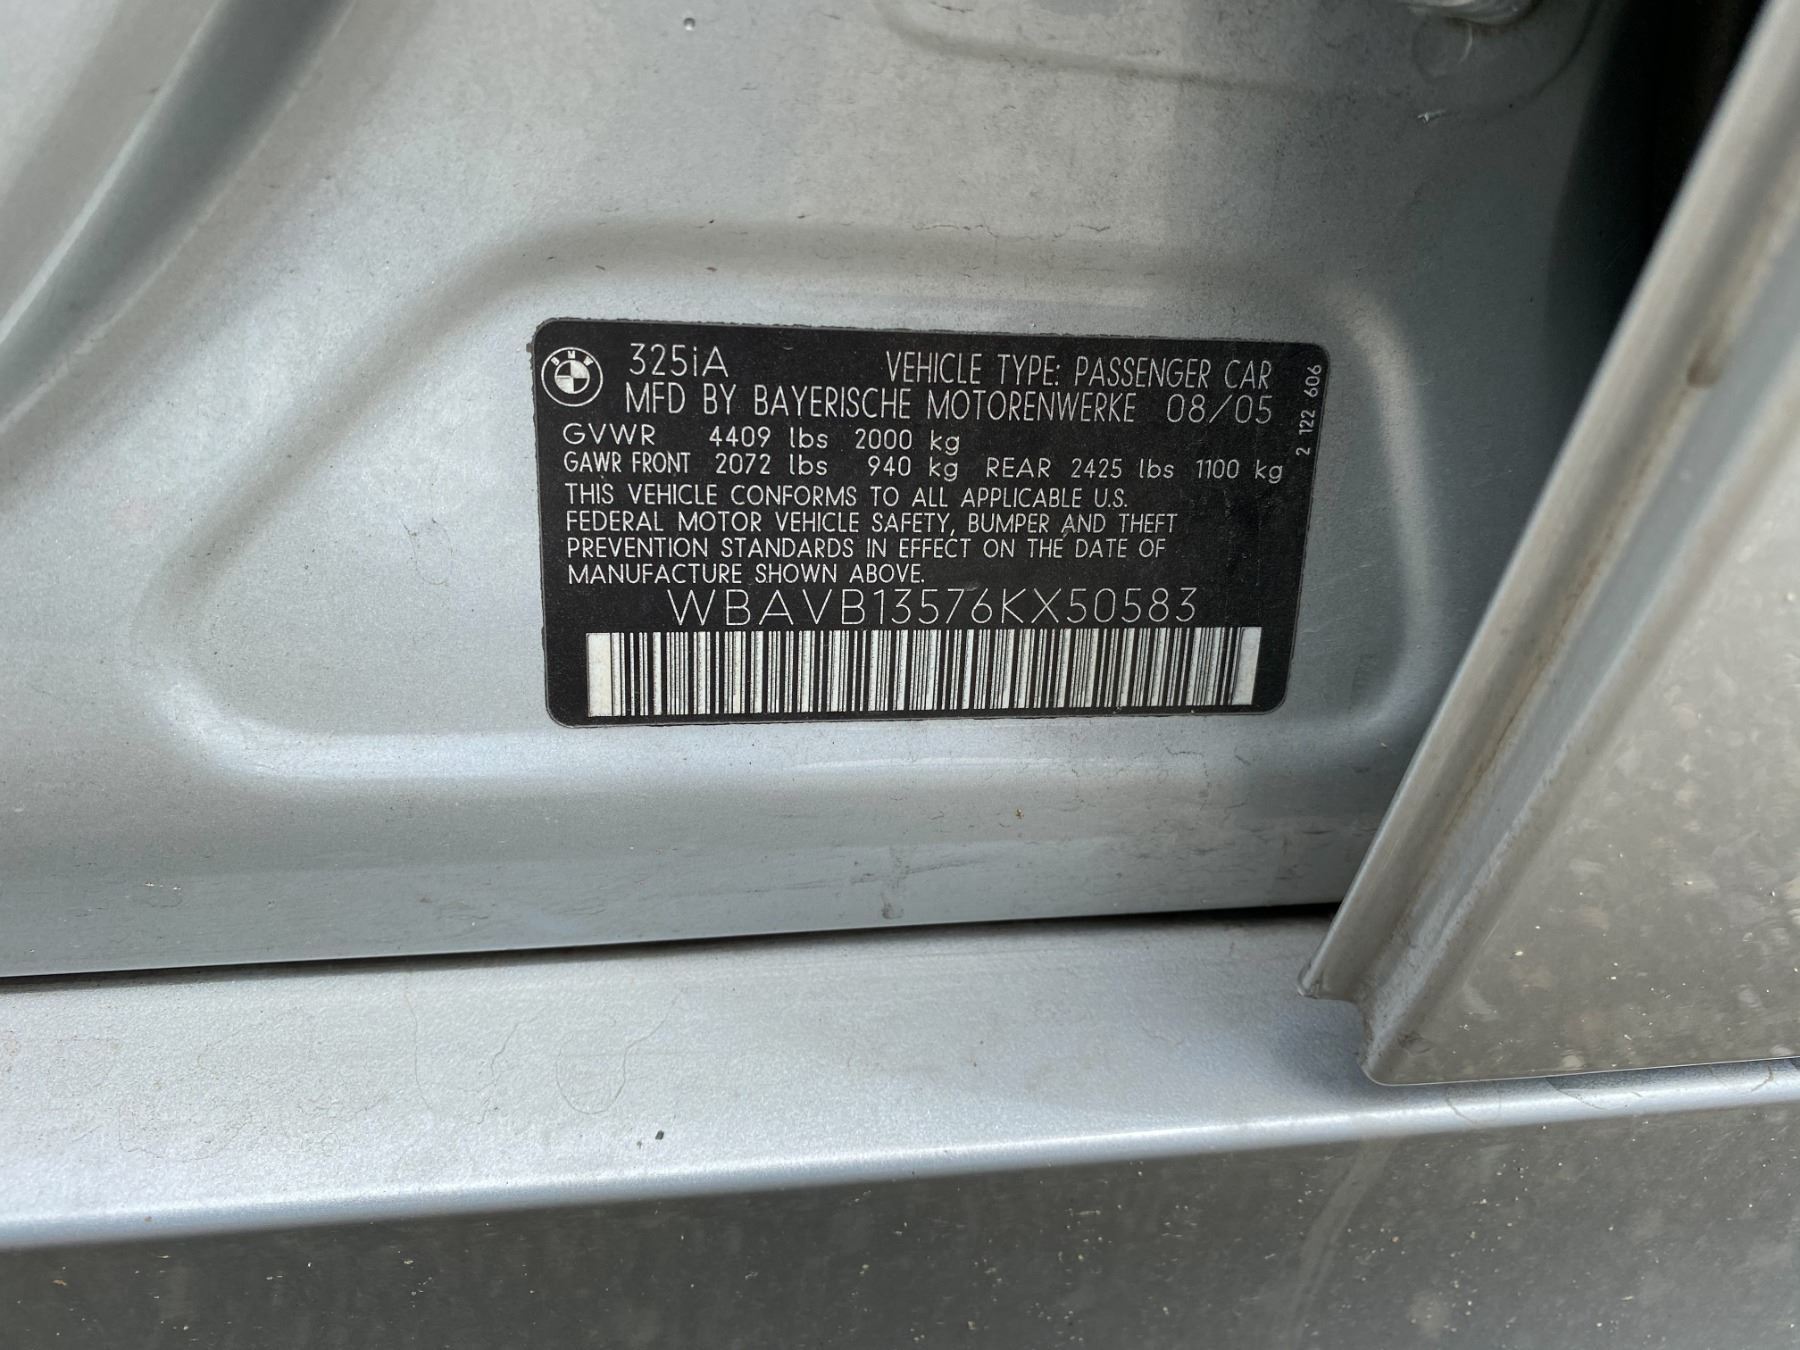 BMW
325iA VEHICLE TYPE: PASSENGER CAR
MFD BY BAYERISCHE MOTORENWERKE 08/05
GVWR 4409 lbs 2000 kg
GAWR FRONT 2072 lbs 940 kg REAR 2425 lbs 1100 kg
THIS VEHICLE CONFORMS TO ALL APPLICABLE U.S.
FEDERAL MOTOR VEHICLE SAFETY, BUMPER AND THEFT
PREVENTION STANDARDS IN EFFECT ON THE DATE OF
MANUFACTURE SHOWN ABOVE.
WBAVB13576KX50583
2 122 606